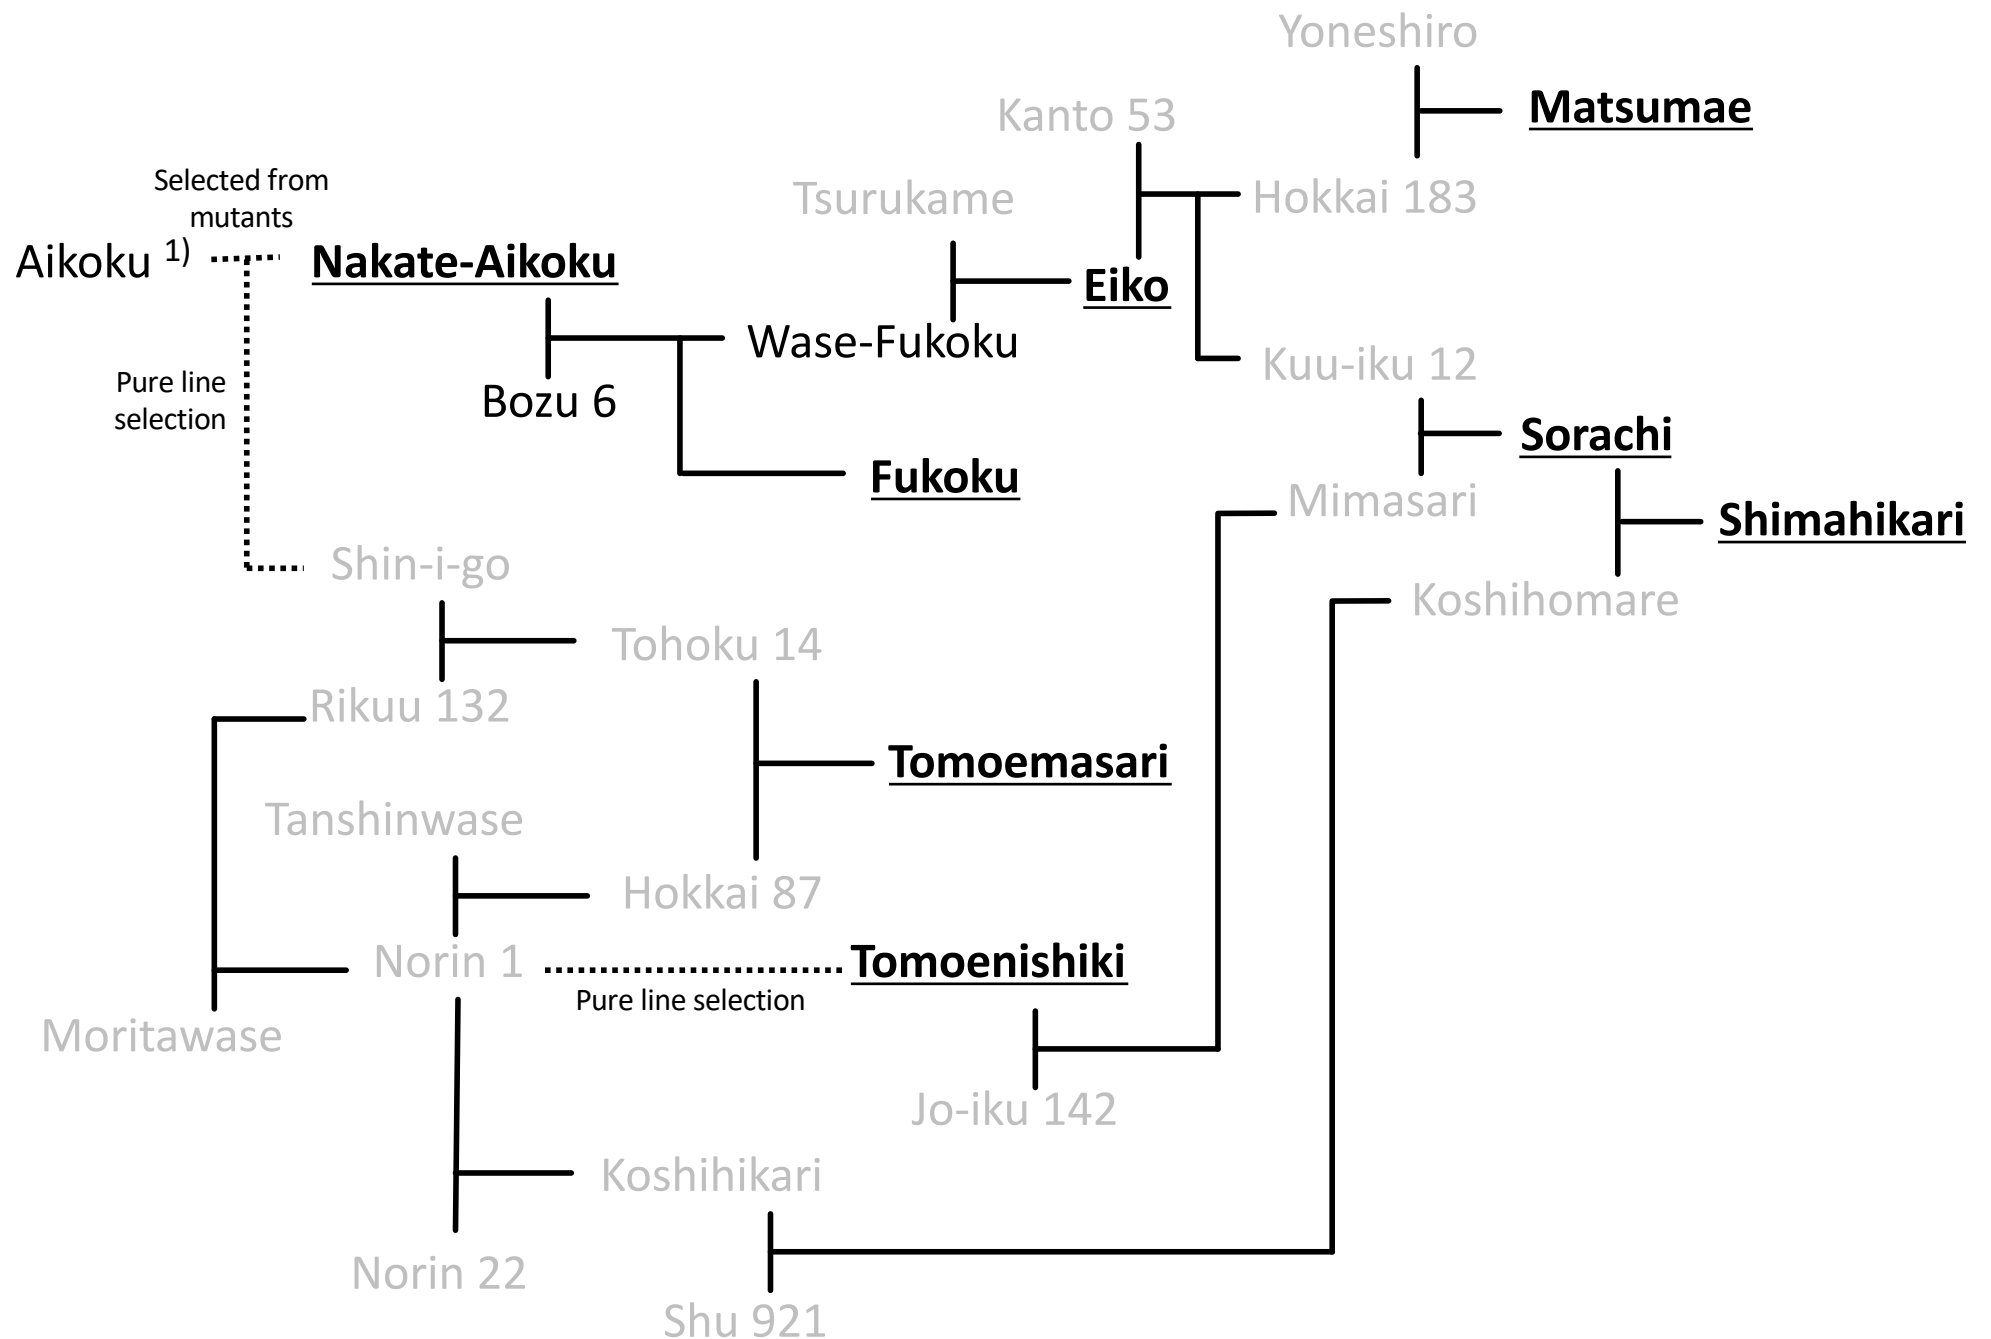 Yoneshiro
Kanto 53
Matsumae
Selected from
mutants
Tsurukame
Hokkai 183
Aikoku 1)
Nakate-Aikoku
Eiko
Wase-Fukoku
Kuu-iku 12
Pure line
selection
Bozu 6
Sorachi
Fukoku
Mimasari
Shimahikari
Shin-i-go
Koshihomare
Tohoku 14
Rikuu 132
Tomoemasari
Tanshinwase
Hokkai 87
Norin 1
Tomoenishiki
Pure line selection
Moritawase
Jo-iku 142
Koshihikari
Norin 22
Shu 921